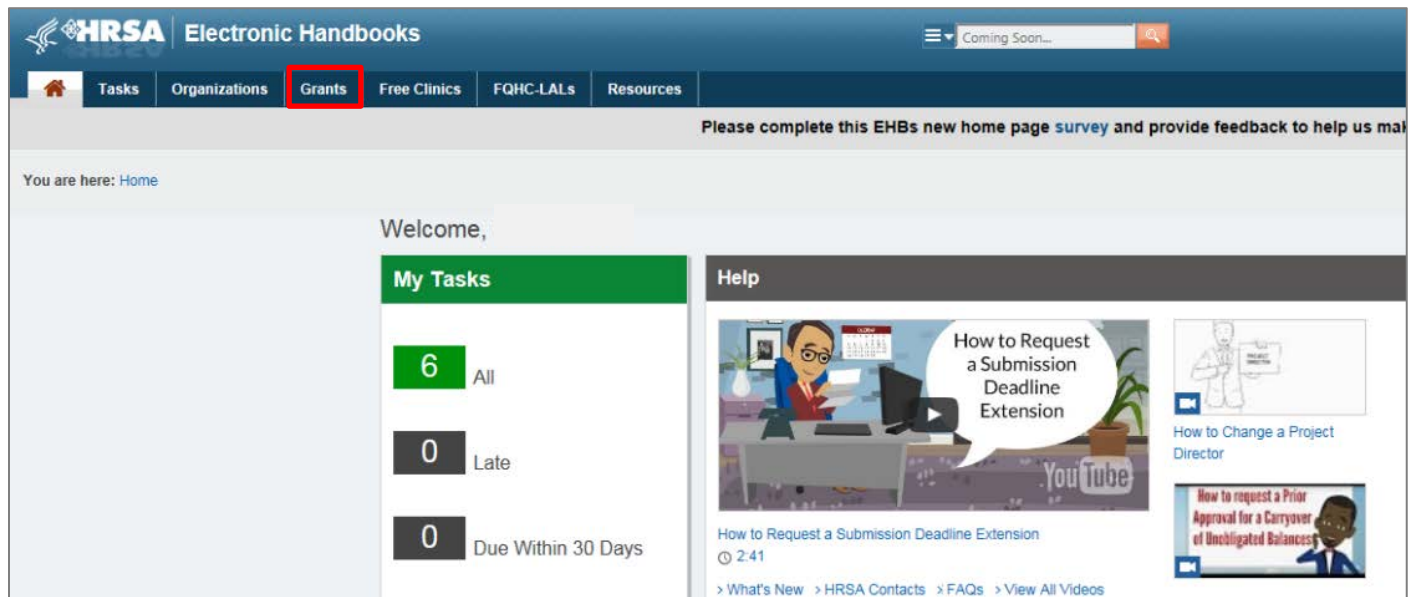 HRSA Electronic Handbooks
Coming Soon...
Tasks Organizations Grants Free Clinics FQHC-LALs Resources
Please complete this EHBs new home page survey and provide feedback to help us mak
You are here: Home
Welcome,
My Tasks
6 All
0 Late
0 Due Within 30 Days
Help
How to Request
a Submission
Deadline
Extension
YouTube
How to Request a Submission Deadline Extension
2:41
> What's New > HRSA Contacts > FAQs > View All Videos
PROJECT
DIRECTOR
How to Change a Project
Director
How to request a Prior
Approval for a Carryover
of Unobligated Balances